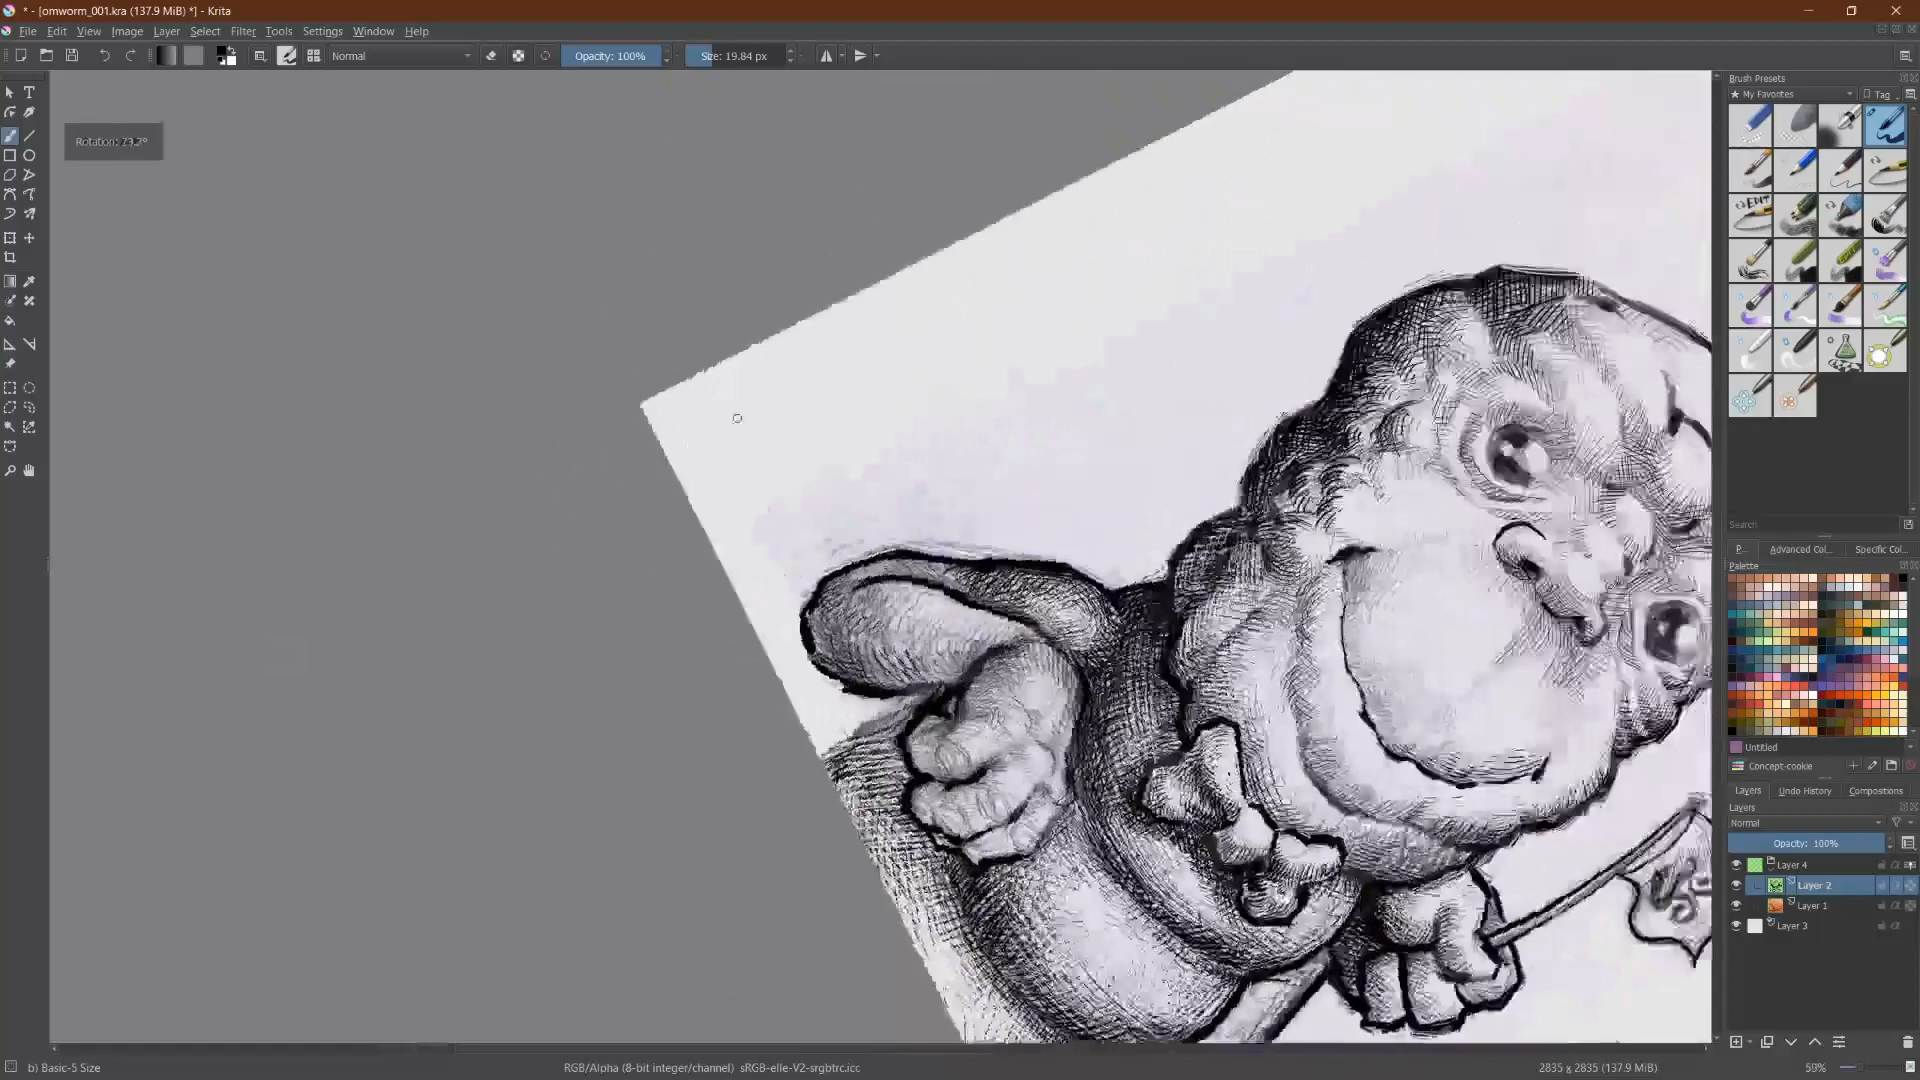 * - [omworm_001.kra (137.9 MiB) *] - Krita
File Edit View Image Layer Select Filter Tools Settings Window Help
Normal
Opacity: 100%
Size: 19.84 px
Brush Presets
My Favorites
Tag
EDIT
Search
P...
Advanced Col...
Specific Col...
Palette
Untitled
Concept-cookie
Layers
Undo History
Compositions
Layers
Normal
Opacity: 100%
Layer 4
Layer 2
Layer 1
Layer 3
b) Basic-5 Size
RGB/Alpha (8-bit integer/channel) sRGB-elle-V2-srgbtrc.icc
2835 x 2835 (137.9 MiB)
59%